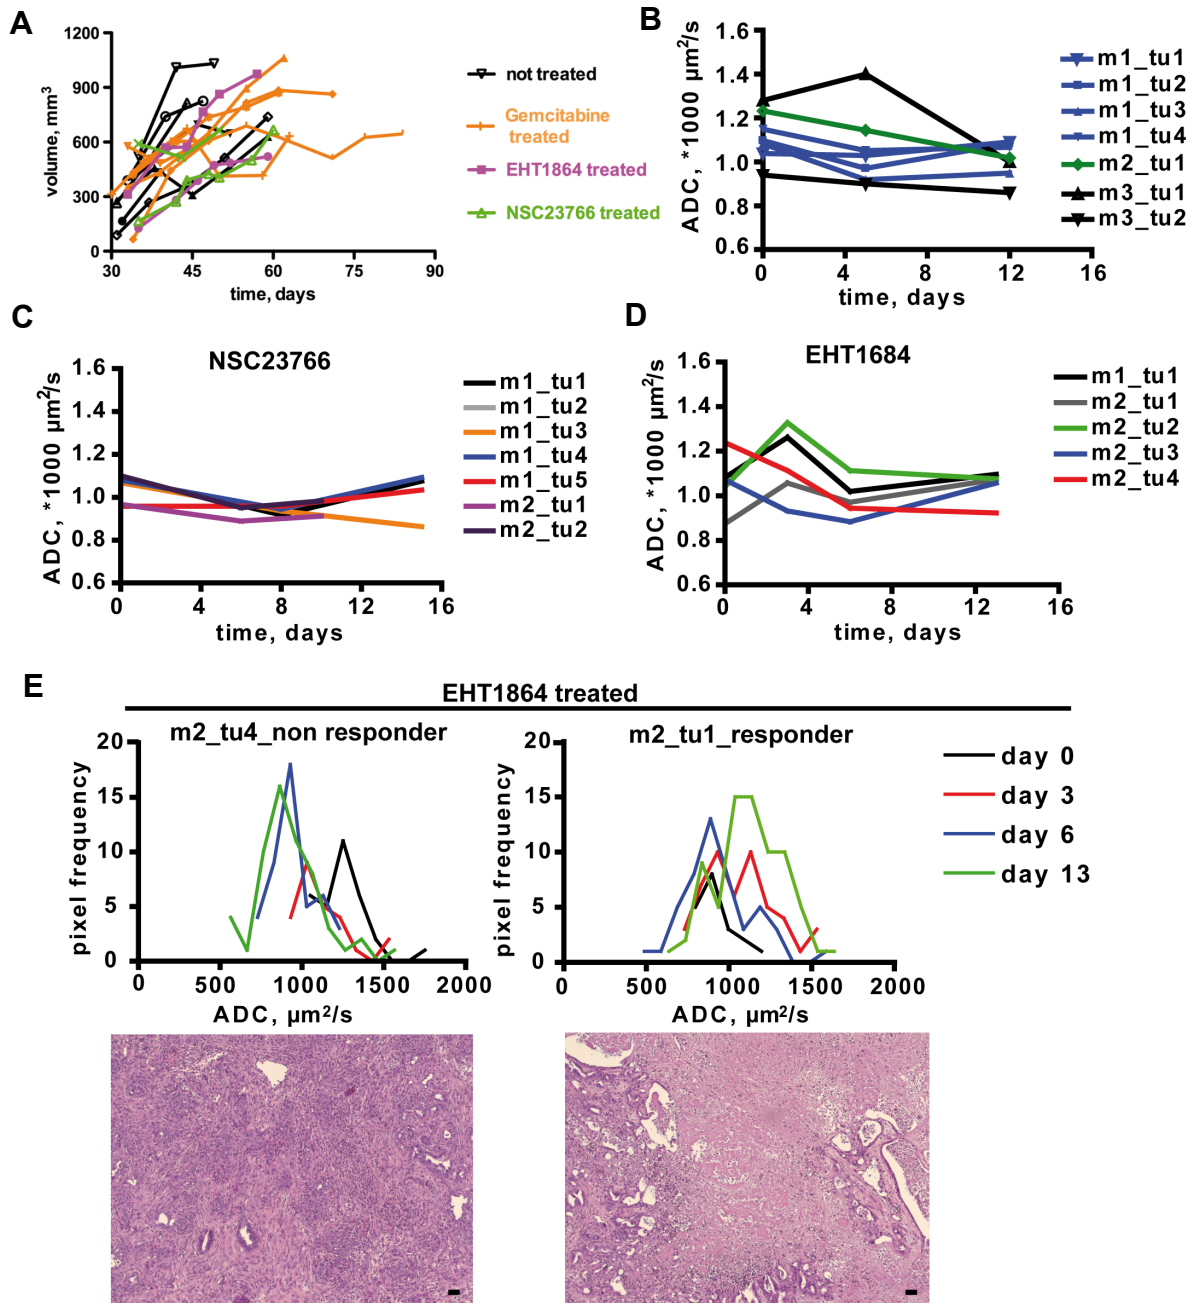 A
1200
900
600
300
0
30
45
60
75
90
volume, mm³
time, days
not treated
Gemcitabine
treated
EHT1864 treated
NSC23766 treated
B
1.6
1.4
1.2
1.0
0.8
0.6
0
4
8
12
16
ADC, *1000 µm²/s
time, days
m1_tu1
m1_tu2
m1_tu3
m1_tu4
m2_tu1
m3_tu1
m3_tu2
C
NSC23766
1.6
1.4
1.2
1.0
0.8
0.6
0
4
8
12
16
ADC, *1000 µm²/s
time, days
m1_tu1
m1_tu2
m1_tu3
m1_tu4
m1_tu5
m2_tu1
m2_tu2
D
EHT1684
1.6
1.4
1.2
1.0
0.8
0.6
0
4
8
12
16
ADC, *1000 µm²/s
time, days
m1_tu1
m2_tu1
m2_tu2
m2_tu3
m2_tu4
E
EHT1864 treated
m2_tu4_non responder
20
15
10
5
0
0
500
1000
1500
2000
pixel frequency
ADC, µm²/s
m2_tu1_responder
20
15
10
5
0
0
500
1000
1500
2000
pixel frequency
ADC, µm²/s
day 0
day 3
day 6
day 13